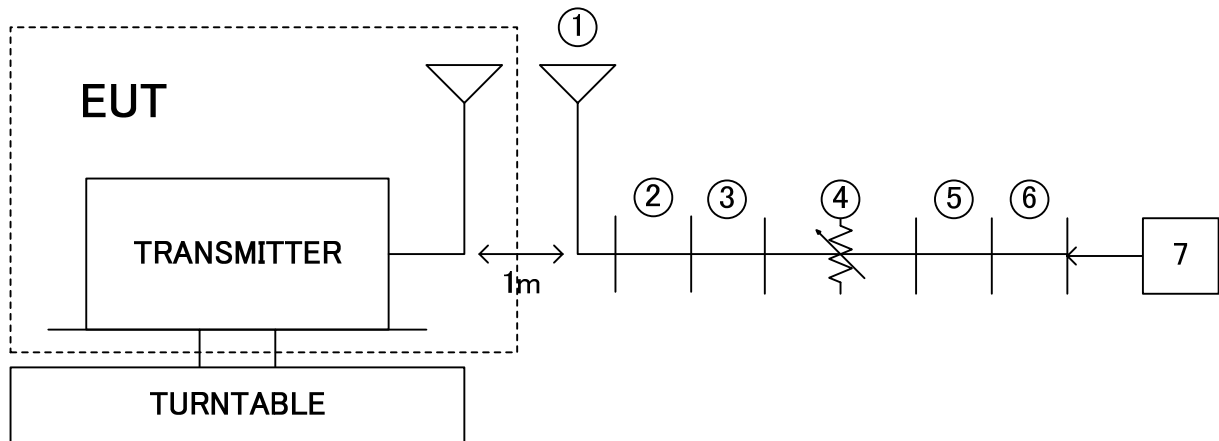 ①
EUT
② ③ ④ ⑤ ⑥
TRANSMITTER
7
1m
TURNTABLE